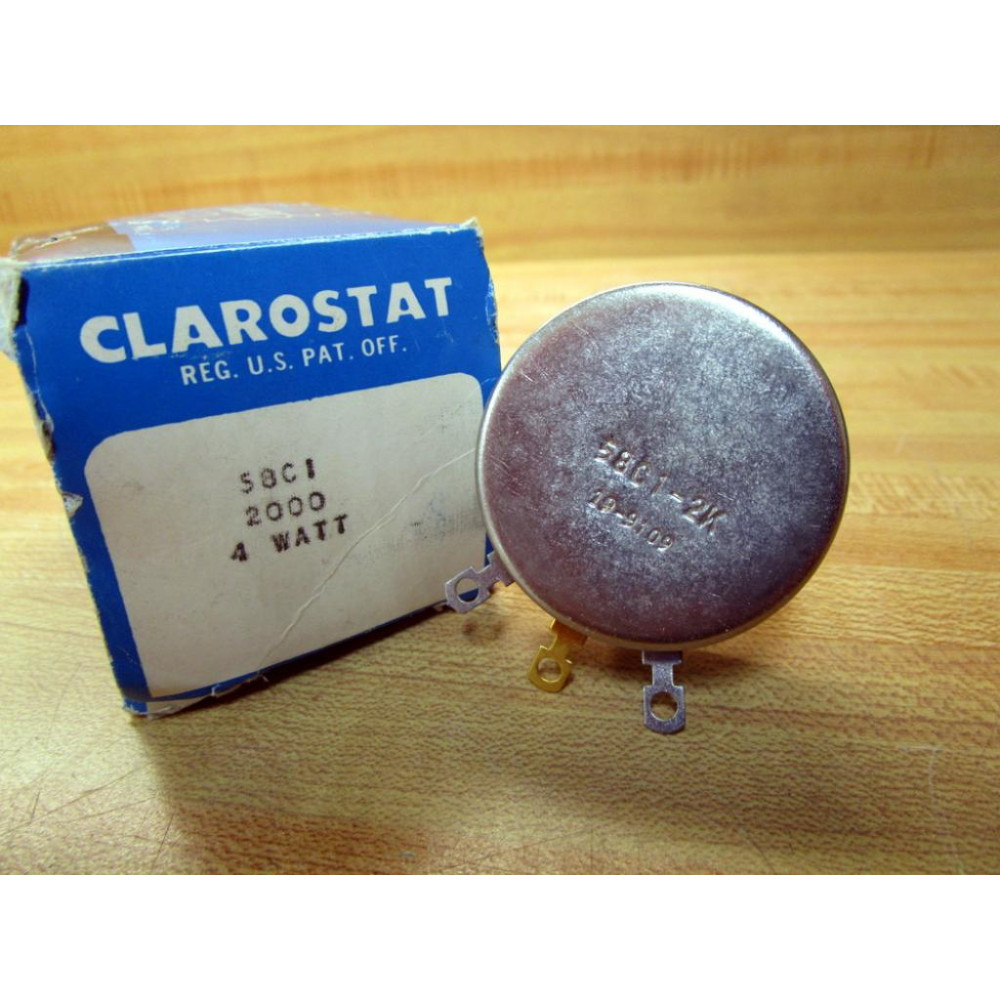 CLAROSTAT
REG. U.S. PAT. OFF.
58C1
2000
4 WATT
58C1-2K